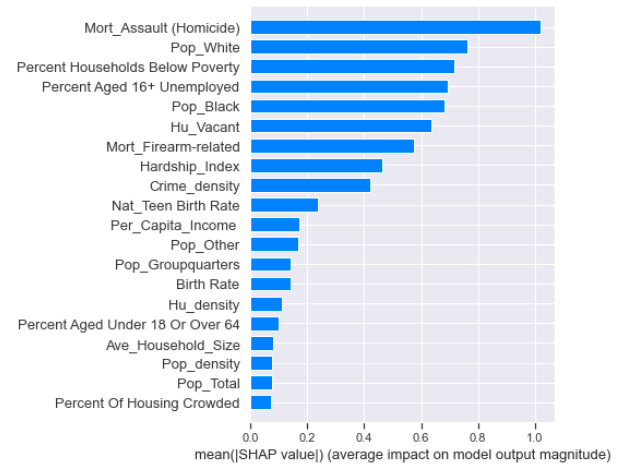 Mort_Assault (Homicide)
Pop_White
Percent Households Below Poverty
Percent Aged 16+ Unemployed
Pop_Black
Hu_Vacant
Mort_Firearm-related
Hardship_Index
Crime_density
Nat_Teen Birth Rate
Per_Capita_Income
Pop_Other
Pop_Groupquarters
Birth Rate
Hu_density
Percent Aged Under 18 Or Over 64
Ave_Household_Size
Pop_density
Pop_Total
Percent Of Housing Crowded
0.0 0.2 0.4 0.6 0.8 1.0
mean(|SHAP value|) (average impact on model output magnitude)